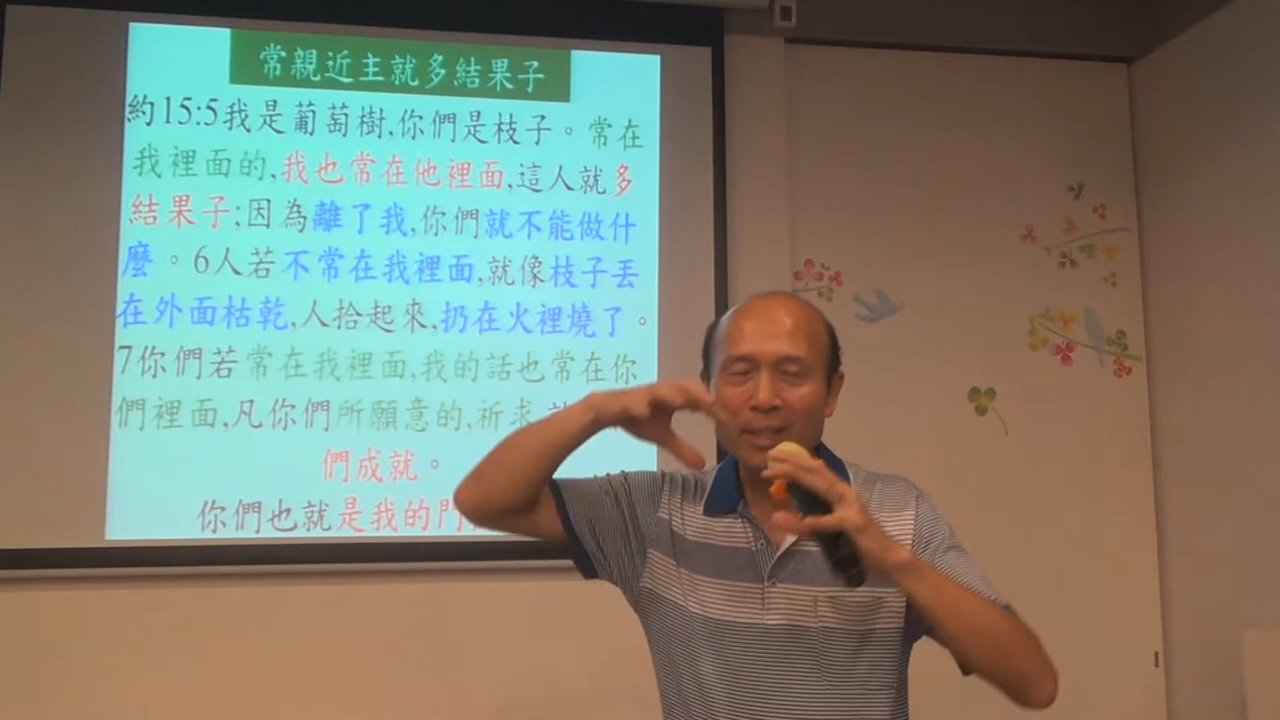 常親近主就多結果子
約15:5我是葡萄樹,你們是枝子。常在
我裡面的,我也常在他裡面,這人就多
結果子;因為離了我,你們就不能做什
麼。6人若不常在我裡面,就像枝子丟
在外面枯乾,人拾起來,扔在火裡燒了。
7你們若常在我裡面,我的話也常在你
們裡面,凡你們所願意的,祈求
們成就。
你們也就是我的門